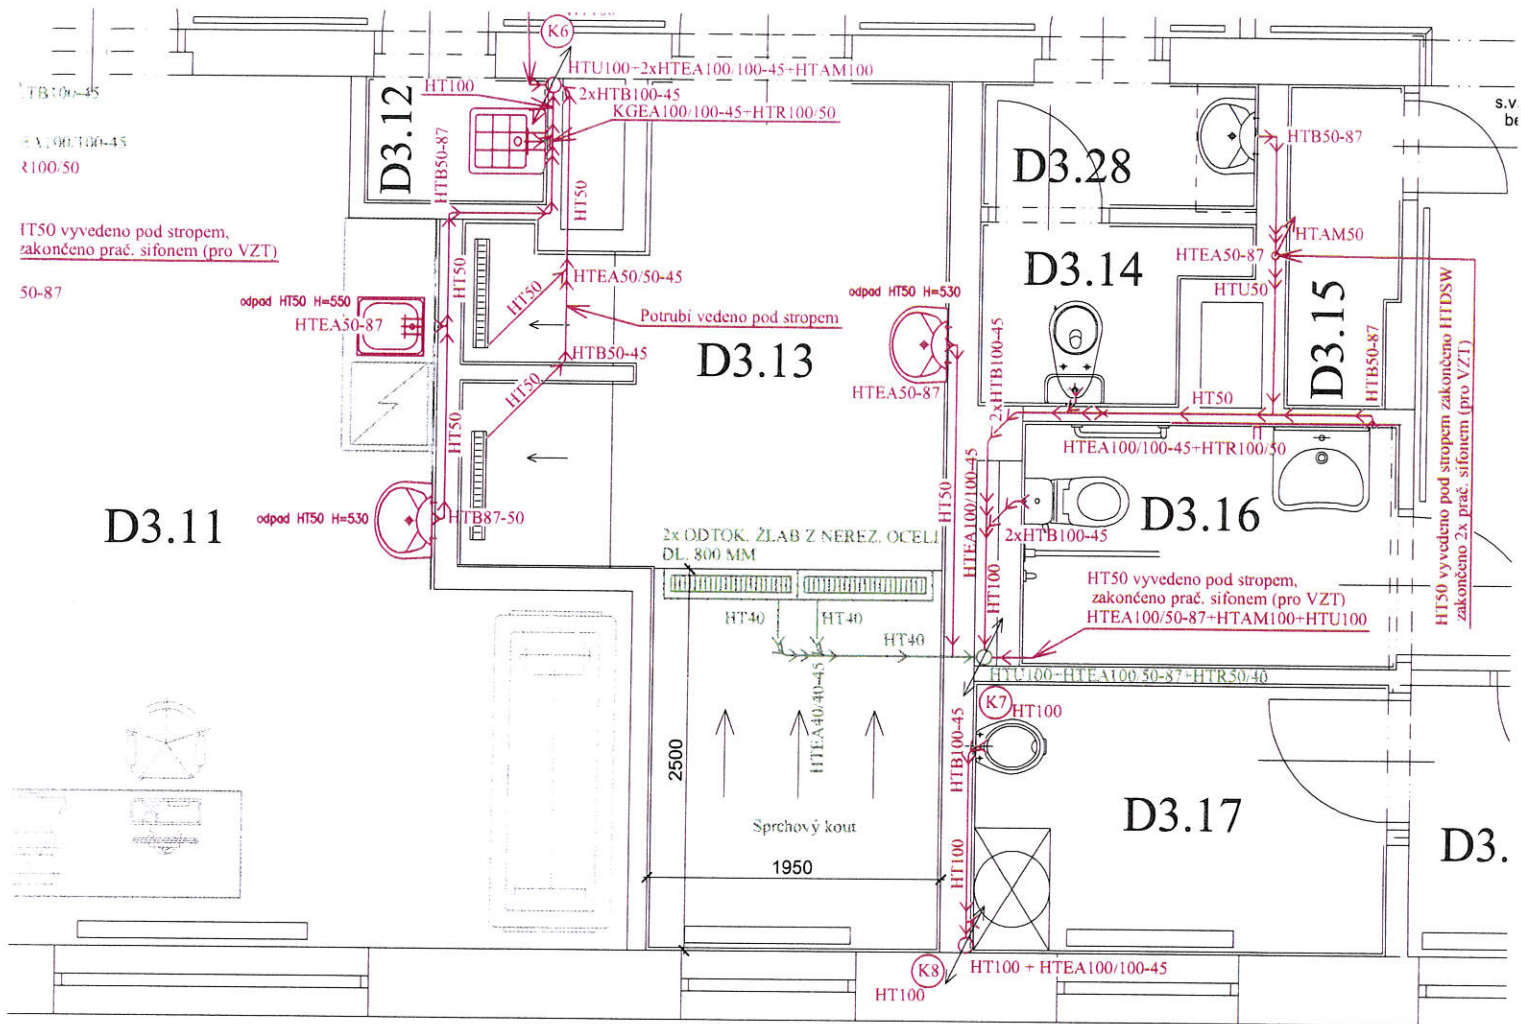 K6
HTU100+2xHTEA100/100-45+HTAM100
HT100
2xHTB100-45
KGEA100/100-45+HTR100/50
D3.12
HTB50-87
HT50
TB100-45
EA100/100-45
R100/50
HT50 vyvedeno pod stropem,
zakončeno prač. sifonem (pro VZT)
50-87
odpad HT50 H=550
HTEA50-87
HT50
HT50
HTEA50/50-45
Potrubí vedeno pod stropem
HTB50-45
HT50
HT50
D3.13
odpad HT50 H=530
HTEA50-87
D3.28
HTB50-87
s.v.
be
D3.14
HTEA50-87
HTAM50
HTU50
D3.15
HTB50-87
2xHTB100-45
HT50
HTEA100/100-45+HTR100/50
HT50 vyvedeno pod stropem zakončeno HTDSW
zakončeno 2x prač. sifonem (pro VZT)
D3.11
odpad HT50 H=530
HTB87-50
2x ODTOK. ŽLAB Z NEREZ. OCELI
DL. 800 MM
HT40
HT40
HT40
HTEA40/40-45
HT50
HTEA100/100-45
HT100
D3.16
2xHTB100-45
HT50 vyvedeno pod stropem,
zakončeno prač. sifonem (pro VZT)
HTEA100/50-87+HTAM100+HTU100
HTU100+HTEA100/50-87+HTR50/40
K7
HT100
HTB100-45
2500
Sprchový kout
1950
HT100
D3.17
D3.
K8
HT100 + HTEA100/100-45
HT100